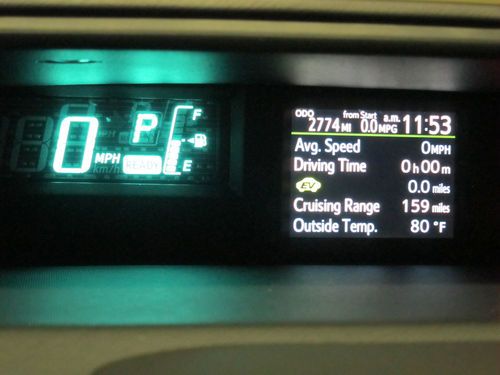 0 MPH
km/h
P
READY
F
E
ODO 2774 MI
from Start 0.0 MPG
a.m. 11:53
Avg. Speed 0 MPH
Driving Time 0 h 00 m
EV 0.0 miles
Cruising Range 159 miles
Outside Temp. 80 °F